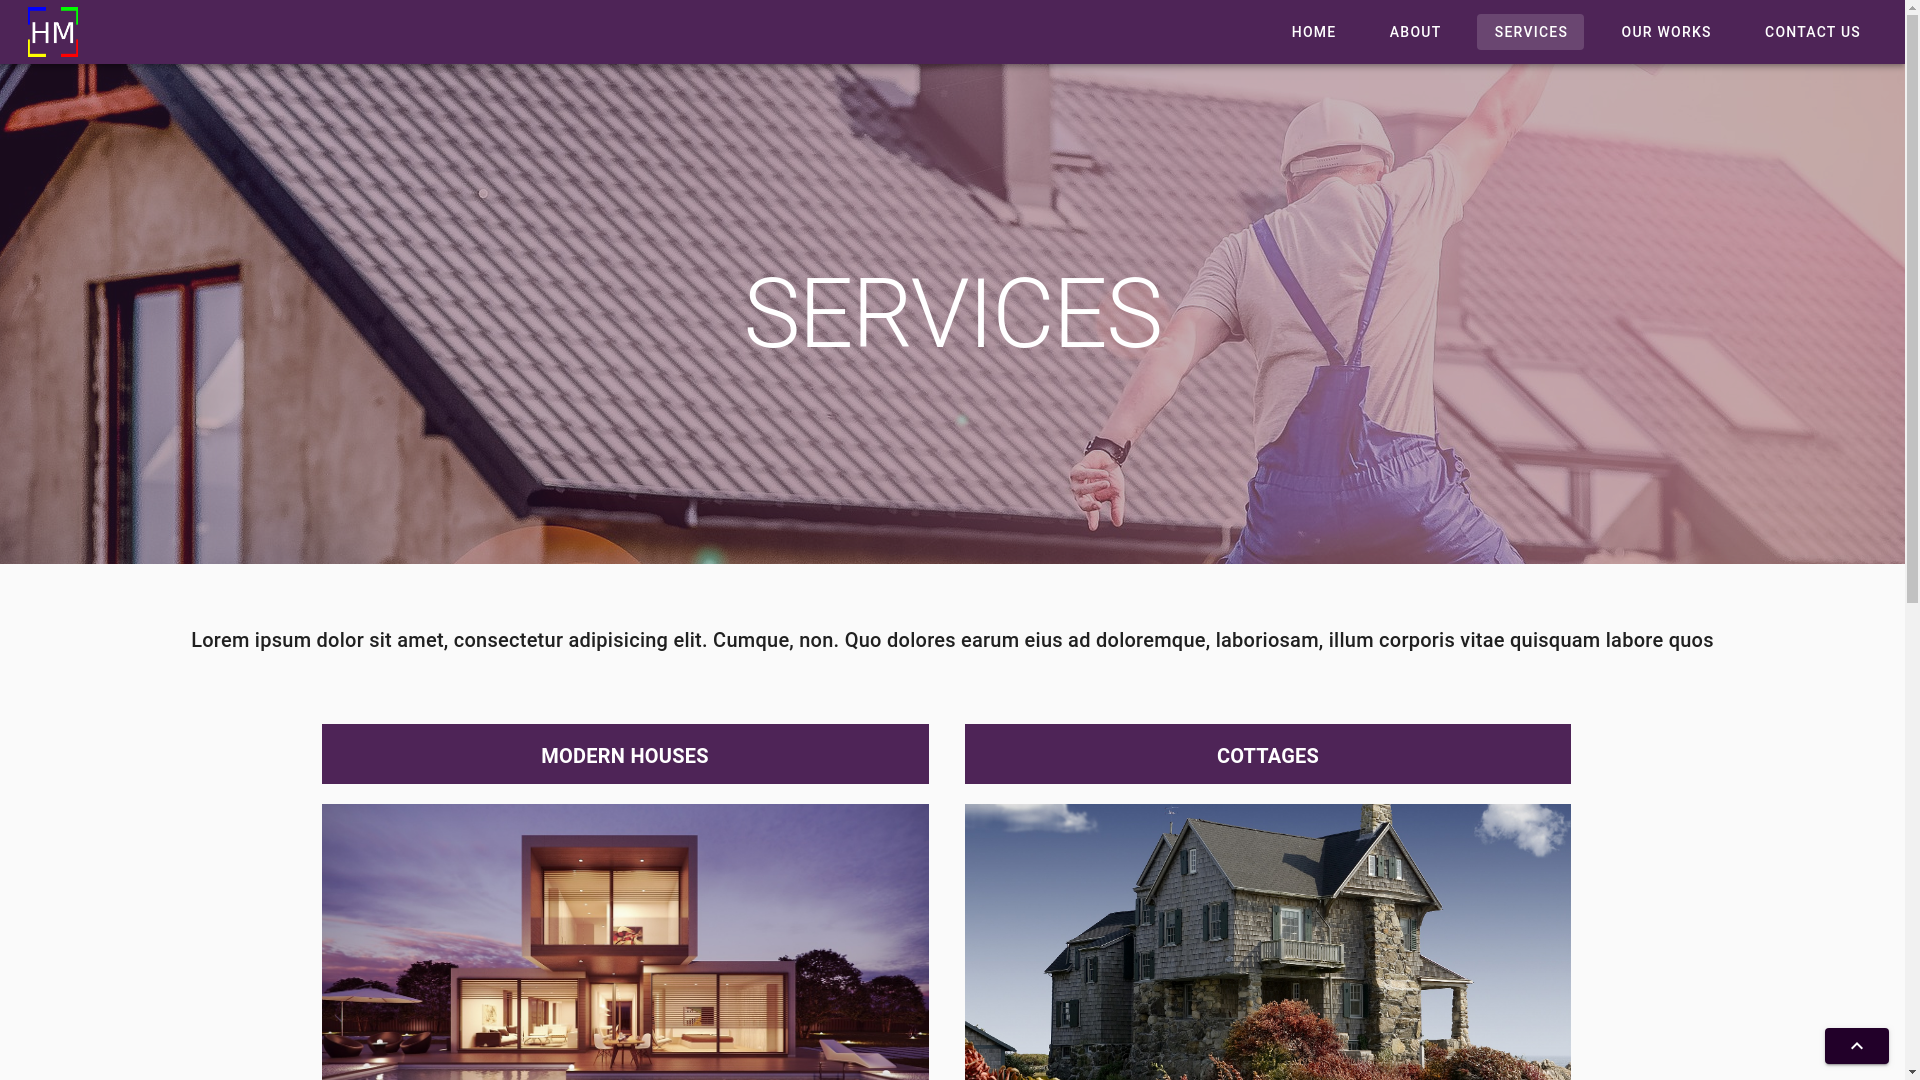 HM
HOME
ABOUT
SERVICES
OUR WORKS
CONTACT US
SERVICES
Lorem ipsum dolor sit amet, consectetur adipisicing elit. Cumque, non. Quo dolores earum eius ad doloremque, laboriosam, illum corporis vitae quisquam labore quos
MODERN HOUSES
COTTAGES